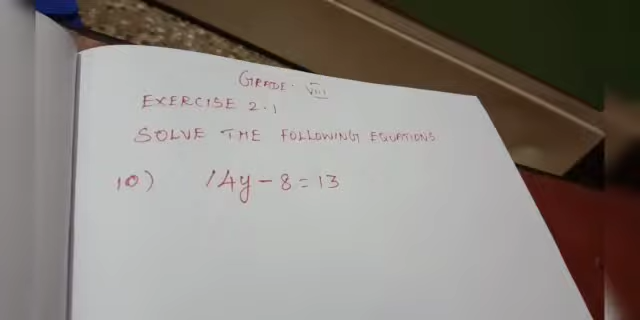 GRADE: VIII
EXERCISE 2.1
SOLVE THE FOLLOWING EQUATIONS
10) 14y - 8 = 13